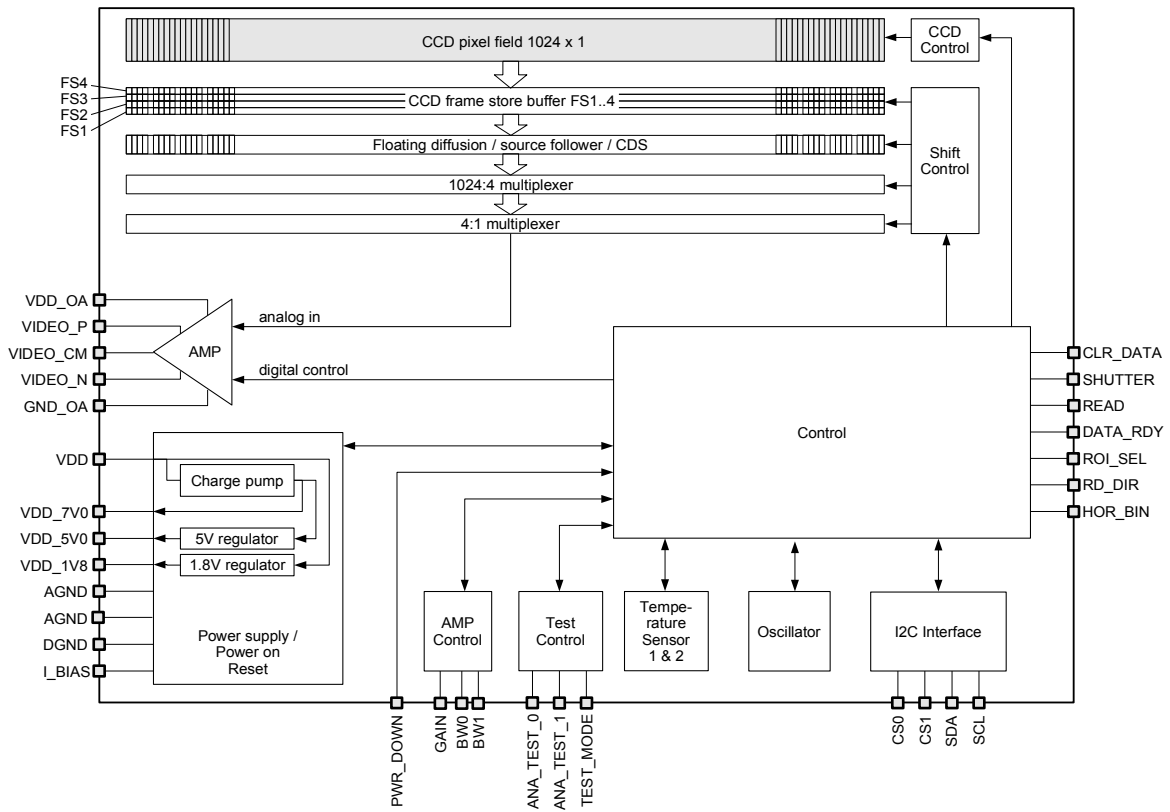 CCD pixel field 1024 x 1
CCD
Control
FS4
FS3
FS2
FS1
CCD frame store buffer FS1..4
Floating diffusion / source follower / CDS
1024:4 multiplexer
4:1 multiplexer
Shift
Control
VDD_OA
VIDEO_P
VIDEO_CM
VIDEO_N
GND_OA
AMP
analog in
digital control
Control
CLR_DATA
SHUTTER
READ
DATA_RDY
ROI_SEL
RD_DIR
HOR_BIN
VDD
VDD_7V0
VDD_5V0
VDD_1V8
AGND
AGND
DGND
I_BIAS
Charge pump
5V regulator
1.8V regulator
Power supply /
Power on
Reset
AMP
Control
Test
Control
Tempe-
rature
Sensor
1 & 2
Oscillator
I2C Interface
PWR_DOWN
GAIN
BW0
BW1
ANA_TEST_0
ANA_TEST_1
TEST_MODE
CS0
CS1
SDA
SCL